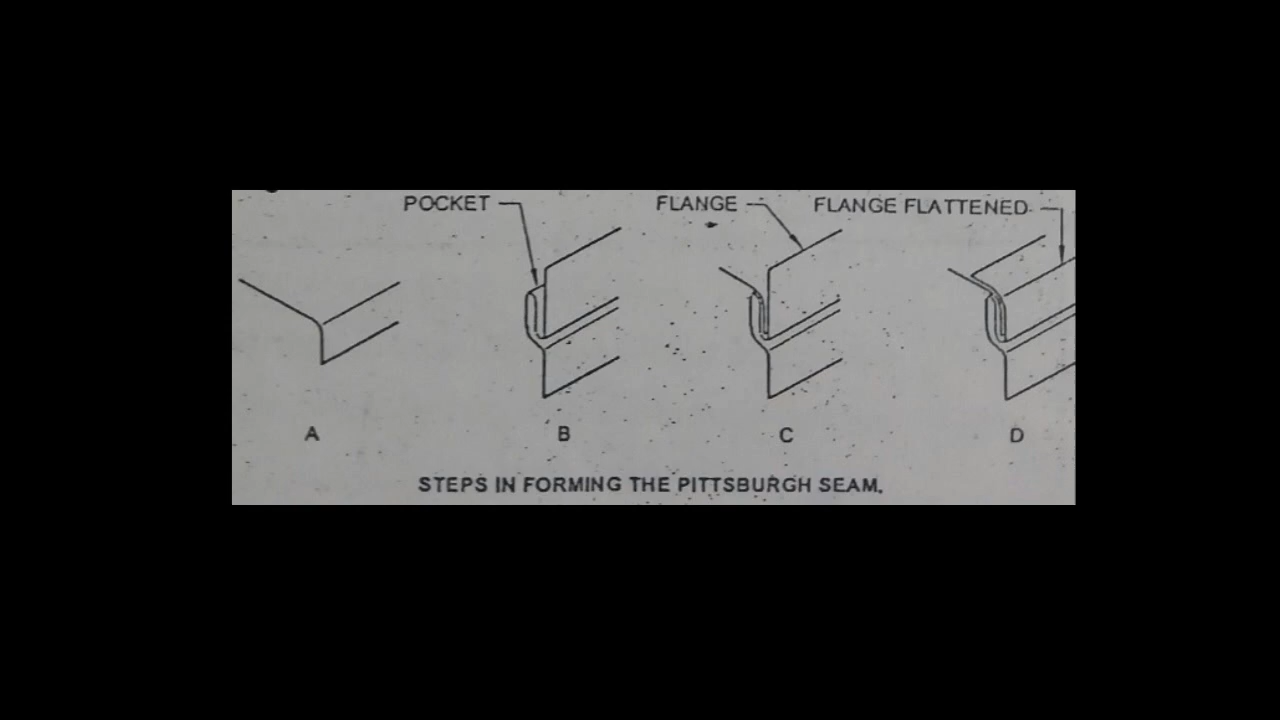 POCKET
FLANGE
FLANGE FLATTENED
A
B
C
D
STEPS IN FORMING THE PITTSBURGH SEAM.